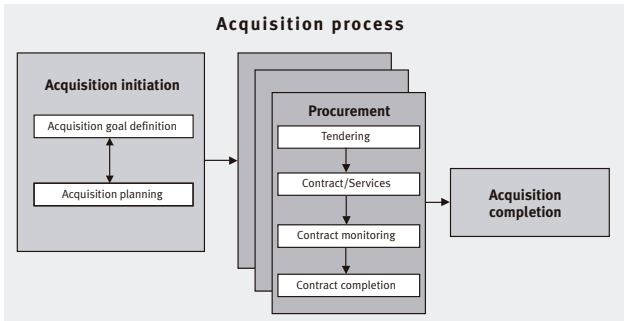 Acquisition process
Acquisition initiation
Acquisition goal definition
Acquisition planning
Procurement
Tendering
Contract/Services
Contract monitoring
Contract completion
Acquisition
completion